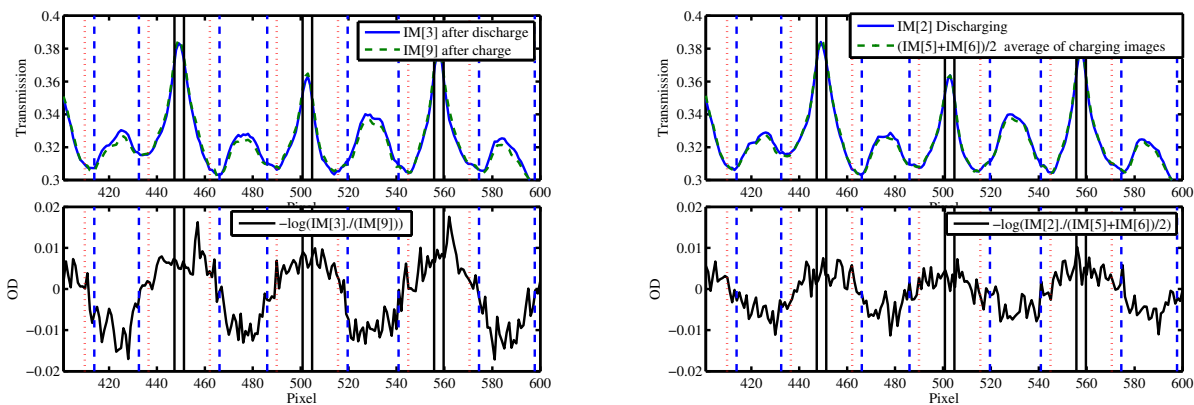 0.4
0.38
0.36
0.34
0.32
0.3
Transmission
IM[3] after discharge
IM[9] after charge
420 440 460 480 500 520 540 560 580 600
Pixel
0.02
0.01
0
−0.01
−0.02
OD
−log(IM[3]./(IM[9]))
420 440 460 480 500 520 540 560 580 600
Pixel
0.4
0.38
0.36
0.34
0.32
0.3
Transmission
IM[2] Discharging
(IM[5]+IM[6])/2 average of charging images
420 440 460 480 500 520 540 560 580 600
Pixel
0.02
0.01
0
−0.01
−0.02
OD
−log(IM[2]./(IM[5]+IM[6])/2)
420 440 460 480 500 520 540 560 580 600
Pixel